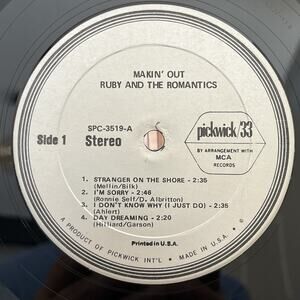 MAKIN' OUT
RUBY AND THE ROMANTICS
SPC-3519-A
Side 1 Stereo
pickwick/33
BY ARRANGEMENT WITH
MCA
RECORDS
1. STRANGER ON THE SHORE - 2:35
(Mellin/Bilk)
2. I'M SORRY - 2:46
(Ronnie Self/D. Albritton)
3. I DON'T KNOW WHY (I JUST DO) - 2:35
(Ahlert)
4. DAY DREAMING - 2:20
(Hilliard/Garson)
Printed in U.S.A.
A PRODUCT OF PICKWICK INT'L. • MADE IN U.S.A. ℗